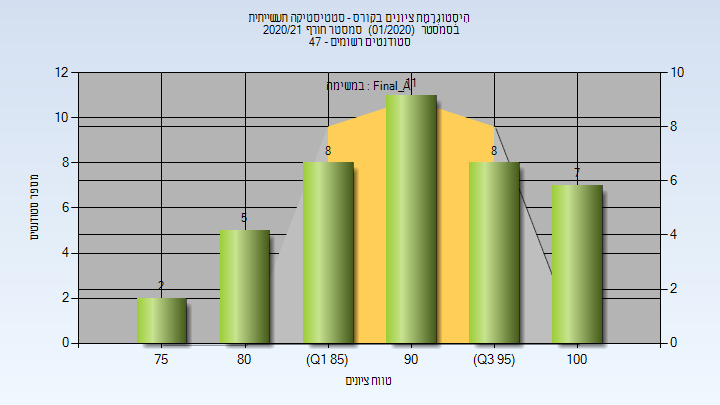 היסטוגרמת ציונים בקורס - סטטיסטיקה תעשייתית
בסמסטר (01/2020) סמסטר חורף 2020/21
סטודנטים רשומים - 47
במשימה : Final_A
12
10
8
6
4
2
0
10
8
6
4
2
0
מספר סטודנטים
2
5
8
11
8
7
75
80
(Q1 85)
90
(Q3 95)
100
טווח ציונים